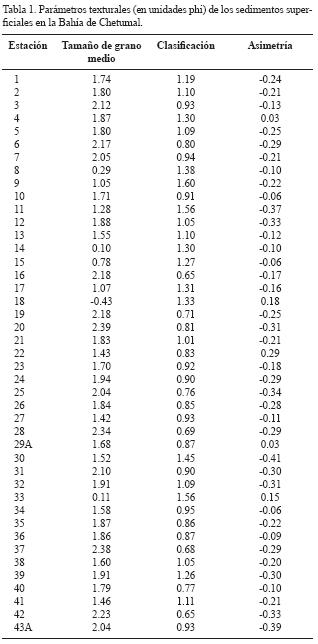 Tabla 1. Parámetros texturales (en unidades phi) de los sedimentos super-
ficiales en la Bahía de Chetumal.
Estación Tamaño de grano medio Clasificación Asimetría
1 1.74 1.19 -0.24
2 1.80 1.10 -0.21
3 2.12 0.93 -0.13
4 1.87 1.30 0.03
5 1.80 1.09 -0.25
6 2.17 0.80 -0.29
7 2.05 0.94 -0.21
8 0.29 1.38 -0.10
9 1.05 1.60 -0.22
10 1.71 0.91 -0.06
11 1.28 1.56 -0.37
12 1.88 1.05 -0.33
13 1.55 1.10 -0.12
14 0.10 1.30 -0.10
15 0.78 1.27 -0.06
16 2.18 0.65 -0.17
17 1.07 1.31 -0.16
18 -0.43 1.33 0.18
19 2.18 0.71 -0.25
20 2.39 0.81 -0.31
21 1.83 1.01 -0.21
22 1.43 0.83 0.29
23 1.70 0.92 -0.18
24 1.94 0.90 -0.29
25 2.04 0.76 -0.34
26 1.84 0.85 -0.28
27 1.42 0.93 -0.11
28 2.34 0.69 -0.29
29A 1.68 0.87 0.03
30 1.52 1.45 -0.41
31 2.10 0.90 -0.30
32 1.91 1.09 -0.31
33 0.11 1.56 0.15
34 1.58 0.95 -0.06
35 1.87 0.86 -0.22
36 1.86 0.87 -0.09
37 2.38 0.68 -0.29
38 1.60 1.05 -0.20
39 1.91 1.26 -0.30
40 1.79 0.77 -0.10
41 1.46 1.11 -0.21
42 2.23 0.65 -0.33
43A 2.04 0.93 -0.39